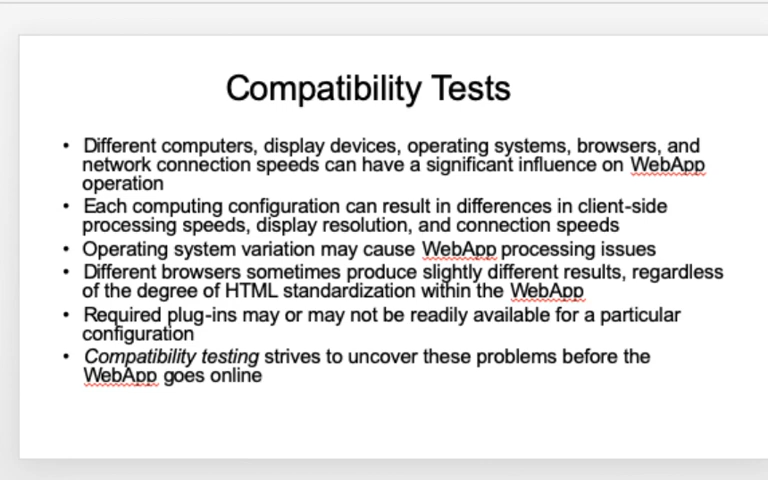 Compatibility Tests
• Different computers, display devices, operating systems, browsers, and
network connection speeds can have a significant influence on WebApp
operation
• Each computing configuration can result in differences in client-side
processing speeds, display resolution, and connection speeds
• Operating system variation may cause WebApp processing issues
• Different browsers sometimes produce slightly different results, regardless
of the degree of HTML standardization within the WebApp
• Required plug-ins may or may not be readily available for a particular
configuration
• Compatibility testing strives to uncover these problems before the
WebApp goes online